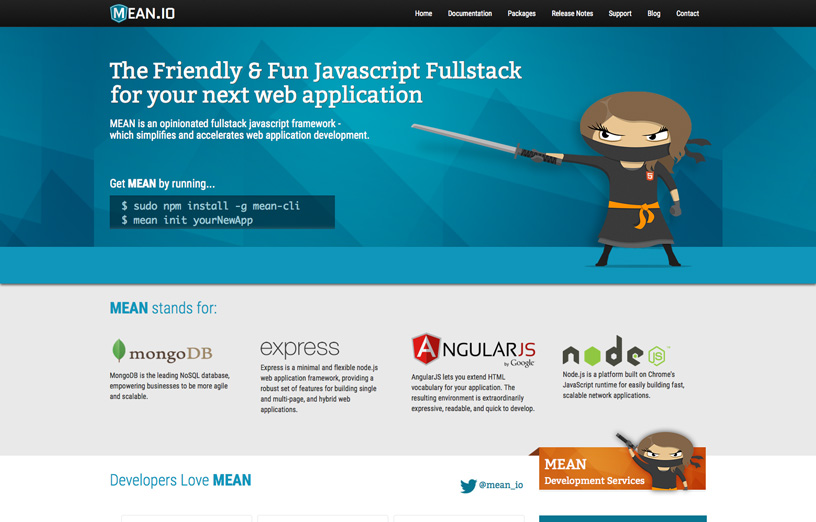 MEAN.IO
Home Documentation Packages Release Notes Support Blog Contact
The Friendly & Fun Javascript Fullstack
for your next web application
MEAN is an opinionated fullstack javascript framework -
which simplifies and accelerates web application development.
Get MEAN by running...
$ sudo npm install -g mean-cli
$ mean init yourNewApp
MEAN stands for:
mongoDB
MongoDB is the leading NoSQL database,
empowering businesses to be more agile
and scalable.
express
Express is a minimal and flexible node.js
web application framework, providing a
robust set of features for building single
and multi-page, and hybrid web
applications.
ANGULARJS
by Google
AngularJS lets you extend HTML
vocabulary for your application. The
resulting environment is extraordinarily
expressive, readable, and quick to develop.
node
JS
Node.js is a platform built on Chrome's
JavaScript runtime for easily building fast,
scalable network applications.
Developers Love MEAN
@mean_io
MEAN
Development Services